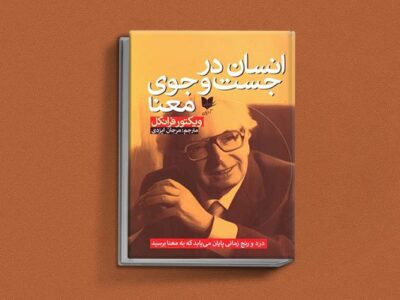 انسان در
جست‌وجوی
معنا
ویکتور فرانکل
مترجم: مرجان ایزدی
درد و رنج زمانی پایان می‌یابد که به معنا برسید